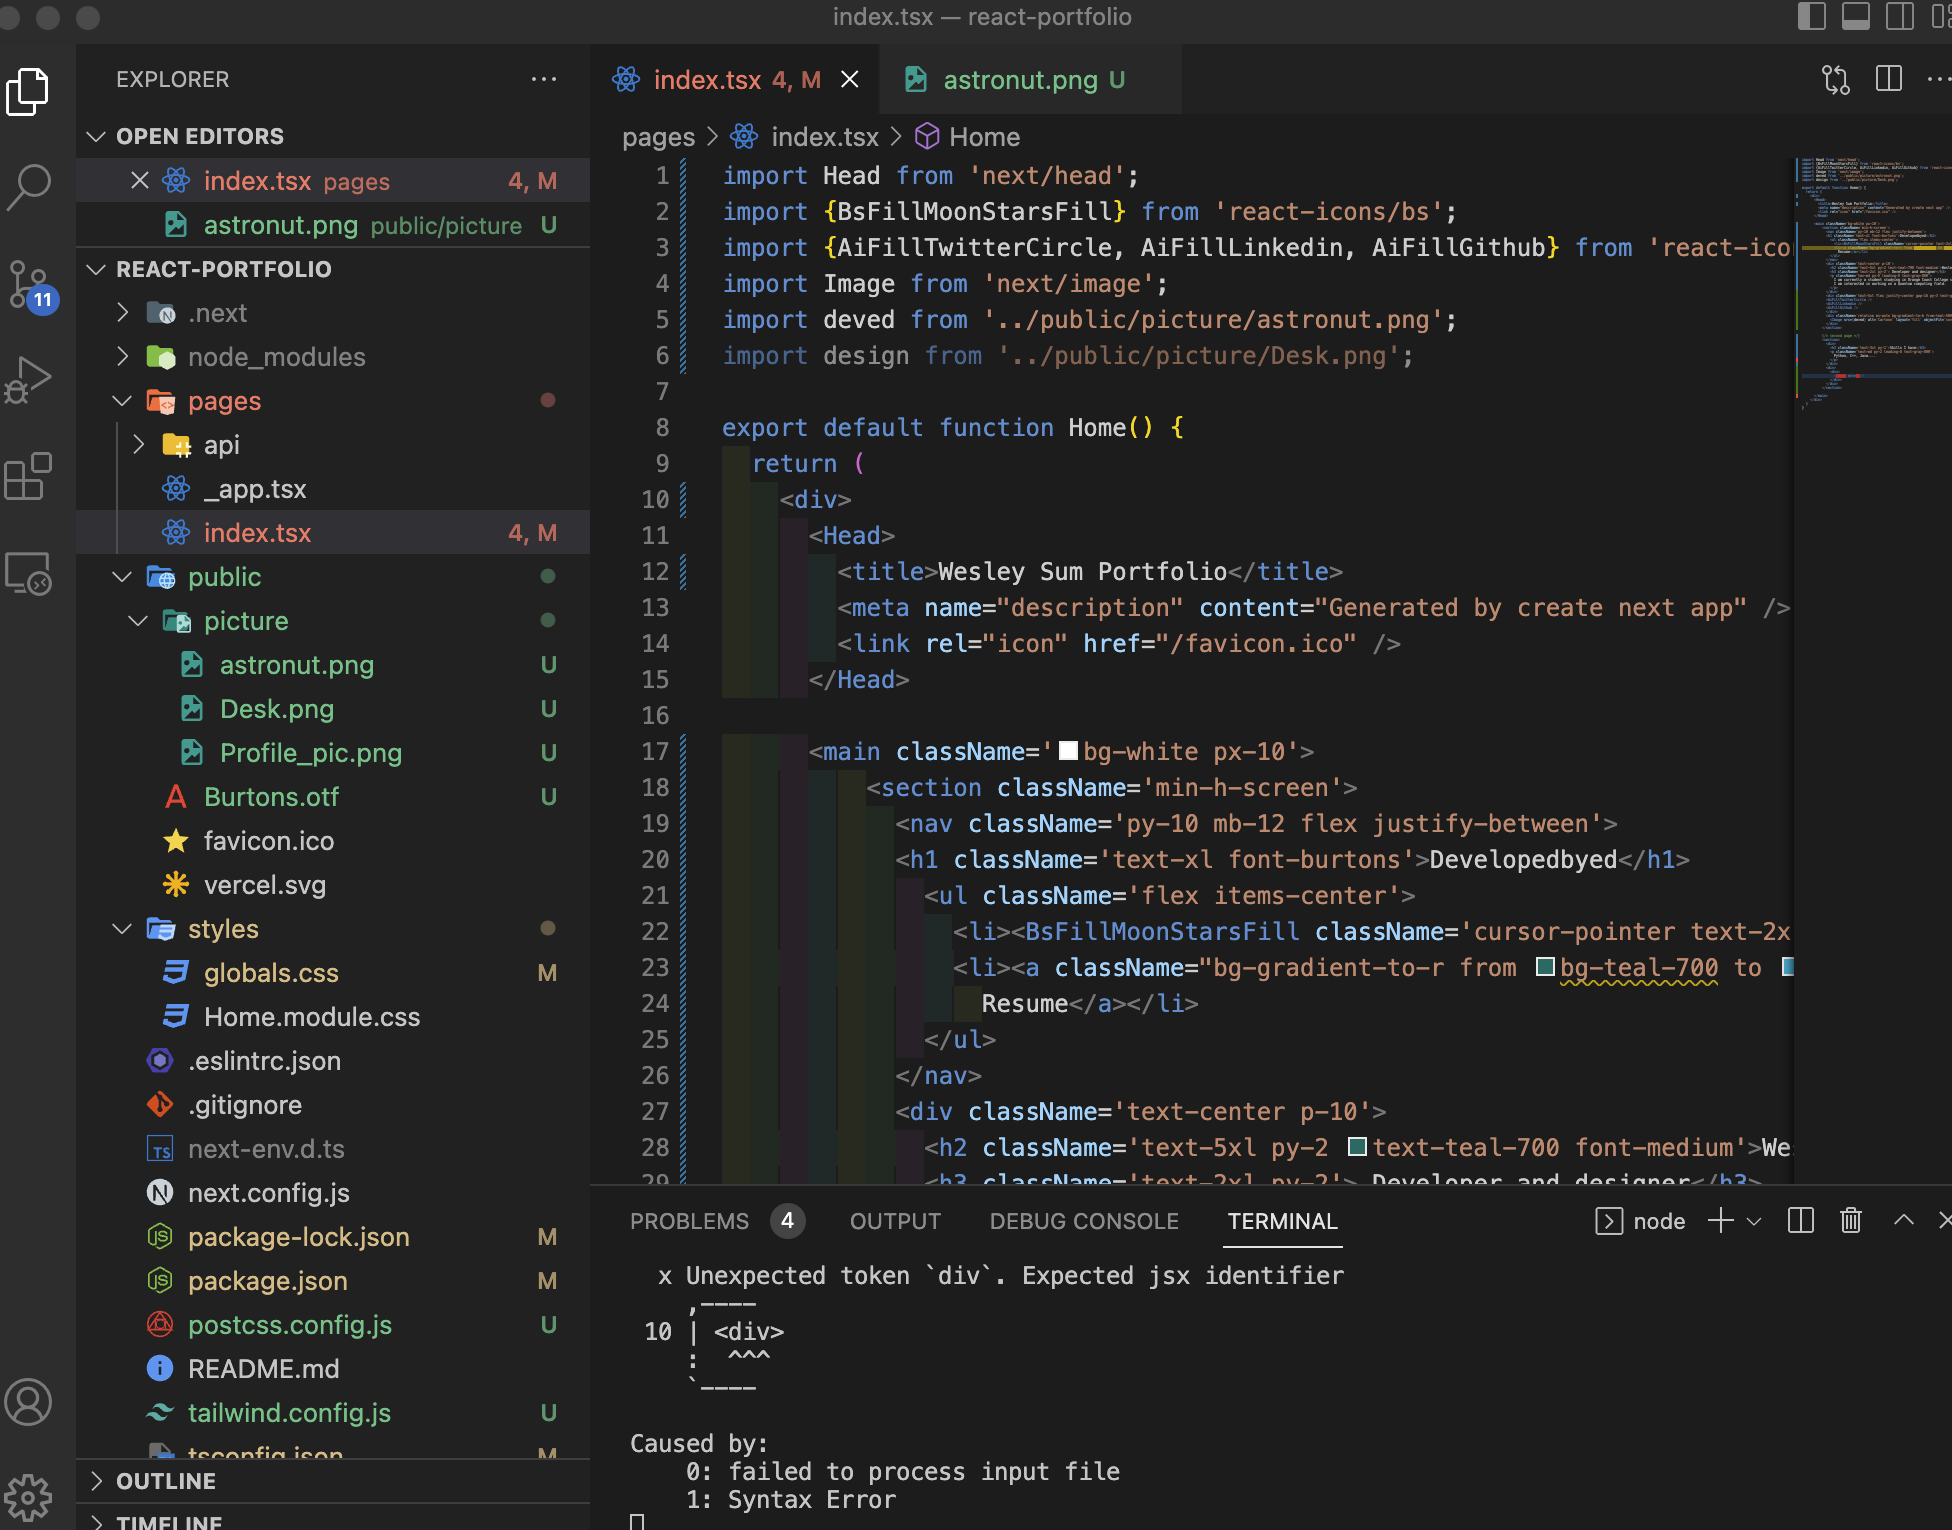 index.tsx — react-portfolio
EXPLORER
OPEN EDITORS
index.tsx pages 4, M
astronut.png public/picture U
REACT-PORTFOLIO
.next
node_modules
pages
api
_app.tsx
index.tsx 4, M
public
picture
astronut.png U
Desk.png U
Profile_pic.png U
Burtons.otf U
favicon.ico
vercel.svg
styles
globals.css M
Home.module.css
.eslintrc.json
.gitignore
next-env.d.ts
next.config.js
package-lock.json M
package.json M
postcss.config.js U
README.md
tailwind.config.js U
tsconfig.json M
OUTLINE
TIMELINE
11
index.tsx 4, M
astronut.png U
pages > index.tsx > Home
1 import Head from 'next/head';
2 import {BsFillMoonStarsFill} from 'react-icons/bs';
3 import {AiFillTwitterCircle, AiFillLinkedin, AiFillGithub} from 'react-ico
4 import Image from 'next/image';
5 import deved from '../public/picture/astronut.png';
6 import design from '../public/picture/Desk.png';
7
8 export default function Home() {
9 return (
10 <div>
11 <Head>
12 <title>Wesley Sum Portfolio</title>
13 <meta name="description" content="Generated by create next app" />
14 <link rel="icon" href="/favicon.ico" />
15 </Head>
16
17 <main className='bg-white px-10'>
18 <section className='min-h-screen'>
19 <nav className='py-10 mb-12 flex justify-between'>
20 <h1 className='text-xl font-burtons'>Developedbyed</h1>
21 <ul className='flex items-center'>
22 <li><BsFillMoonStarsFill className='cursor-pointer text-2x
23 <li><a className="bg-gradient-to-r from bg-teal-700 to
24 Resume</a></li>
25 </ul>
26 </nav>
27 <div className='text-center p-10'>
28 <h2 className='text-5xl py-2 text-teal-700 font-medium'>We
29 <h3 className='text-2xl py-2'> Developer and designer</h3>
PROBLEMS 4 OUTPUT DEBUG CONSOLE TERMINAL node
x Unexpected token `div`. Expected jsx identifier
,----
10 | <div>
: ^^^
`----
Caused by:
0: failed to process input file
1: Syntax Error